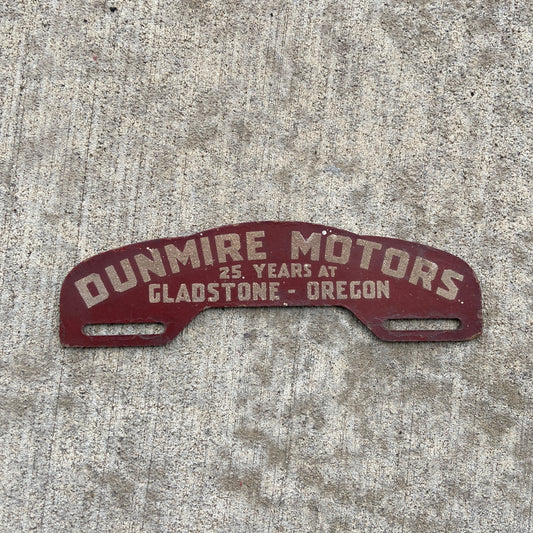 DUNMIRE MOTORS
25 YEARS AT
GLADSTONE - OREGON